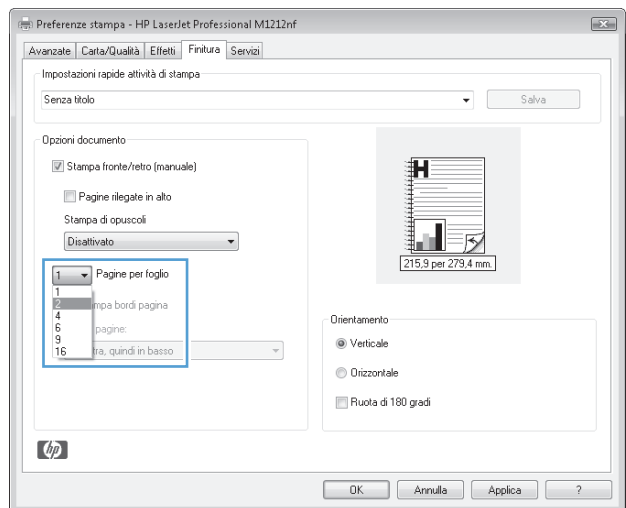 Preferenze stampa - HP LaserJet Professional M1212nf
Avanzate Carta/Qualità Effetti Finitura Servizi
Impostazioni rapide attività di stampa
Senza titolo
Salva
Opzioni documento
Stampa fronte/retro (manuale)
Pagine rilegate in alto
Stampa di opuscoli
Disattivato
1 Pagine per foglio
1
2 mpa bordi pagina
4
6 pagine:
9
16 tra, quindi in basso
H
215,9 per 279,4 mm.
Orientamento
Verticale
Orizzontale
Ruota di 180 gradi
hp
OK Annulla Applica ?